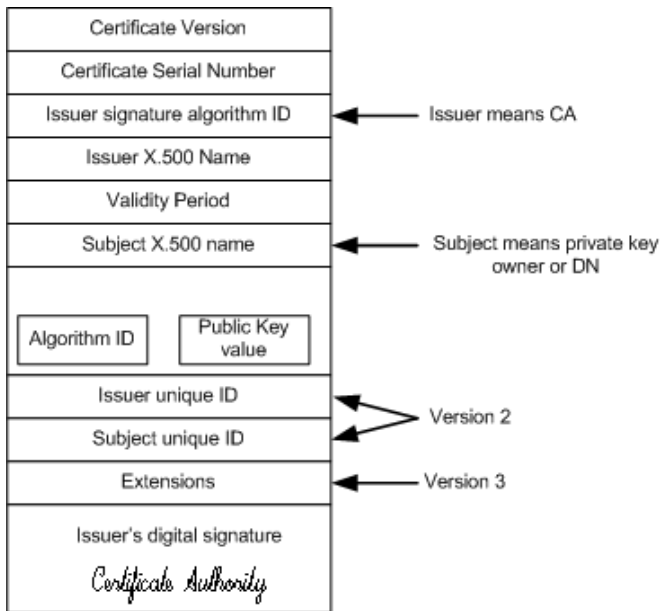 Certificate Version
Certificate Serial Number
Issuer signature algorithm ID
Issuer means CA
Issuer X.500 Name
Validity Period
Subject X.500 name
Subject means private key
owner or DN
Algorithm ID
Public Key
value
Issuer unique ID
Version 2
Subject unique ID
Extensions
Version 3
Issuer's digital signature
Certificate Authority